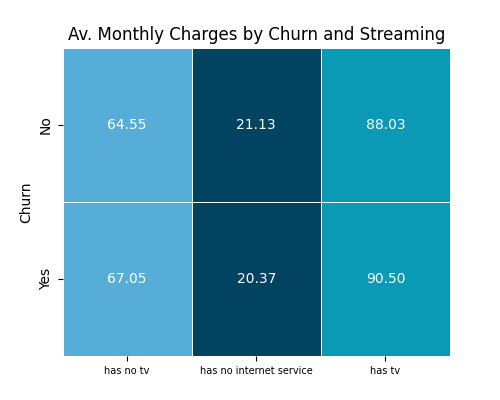 Av. Monthly Charges by Churn and Streaming
No
64.55
21.13
88.03
Churn
Yes
67.05
20.37
90.50
has no tv
has no internet service
has tv